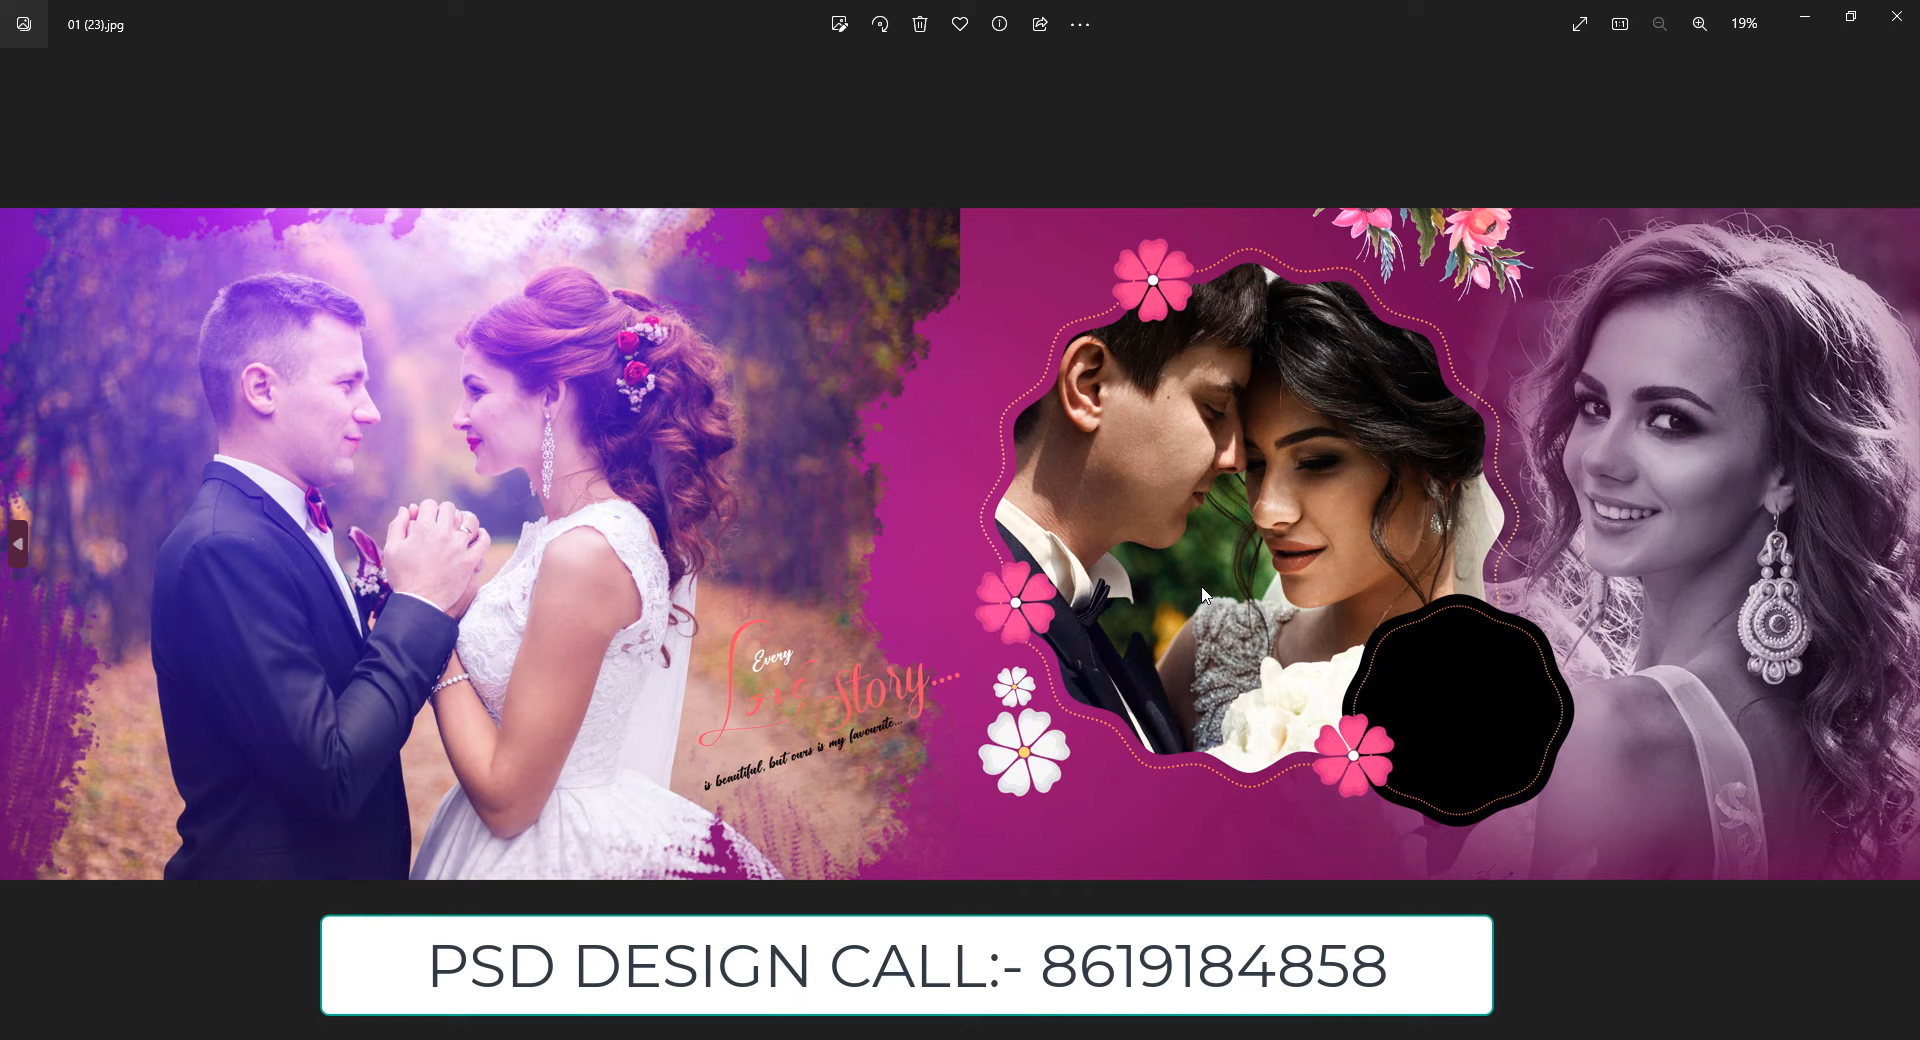 01 (23).jpg
19%
Every
Love Story....
is beautiful, but ours is my favourite...
PSD DESIGN CALL:- 8619184858